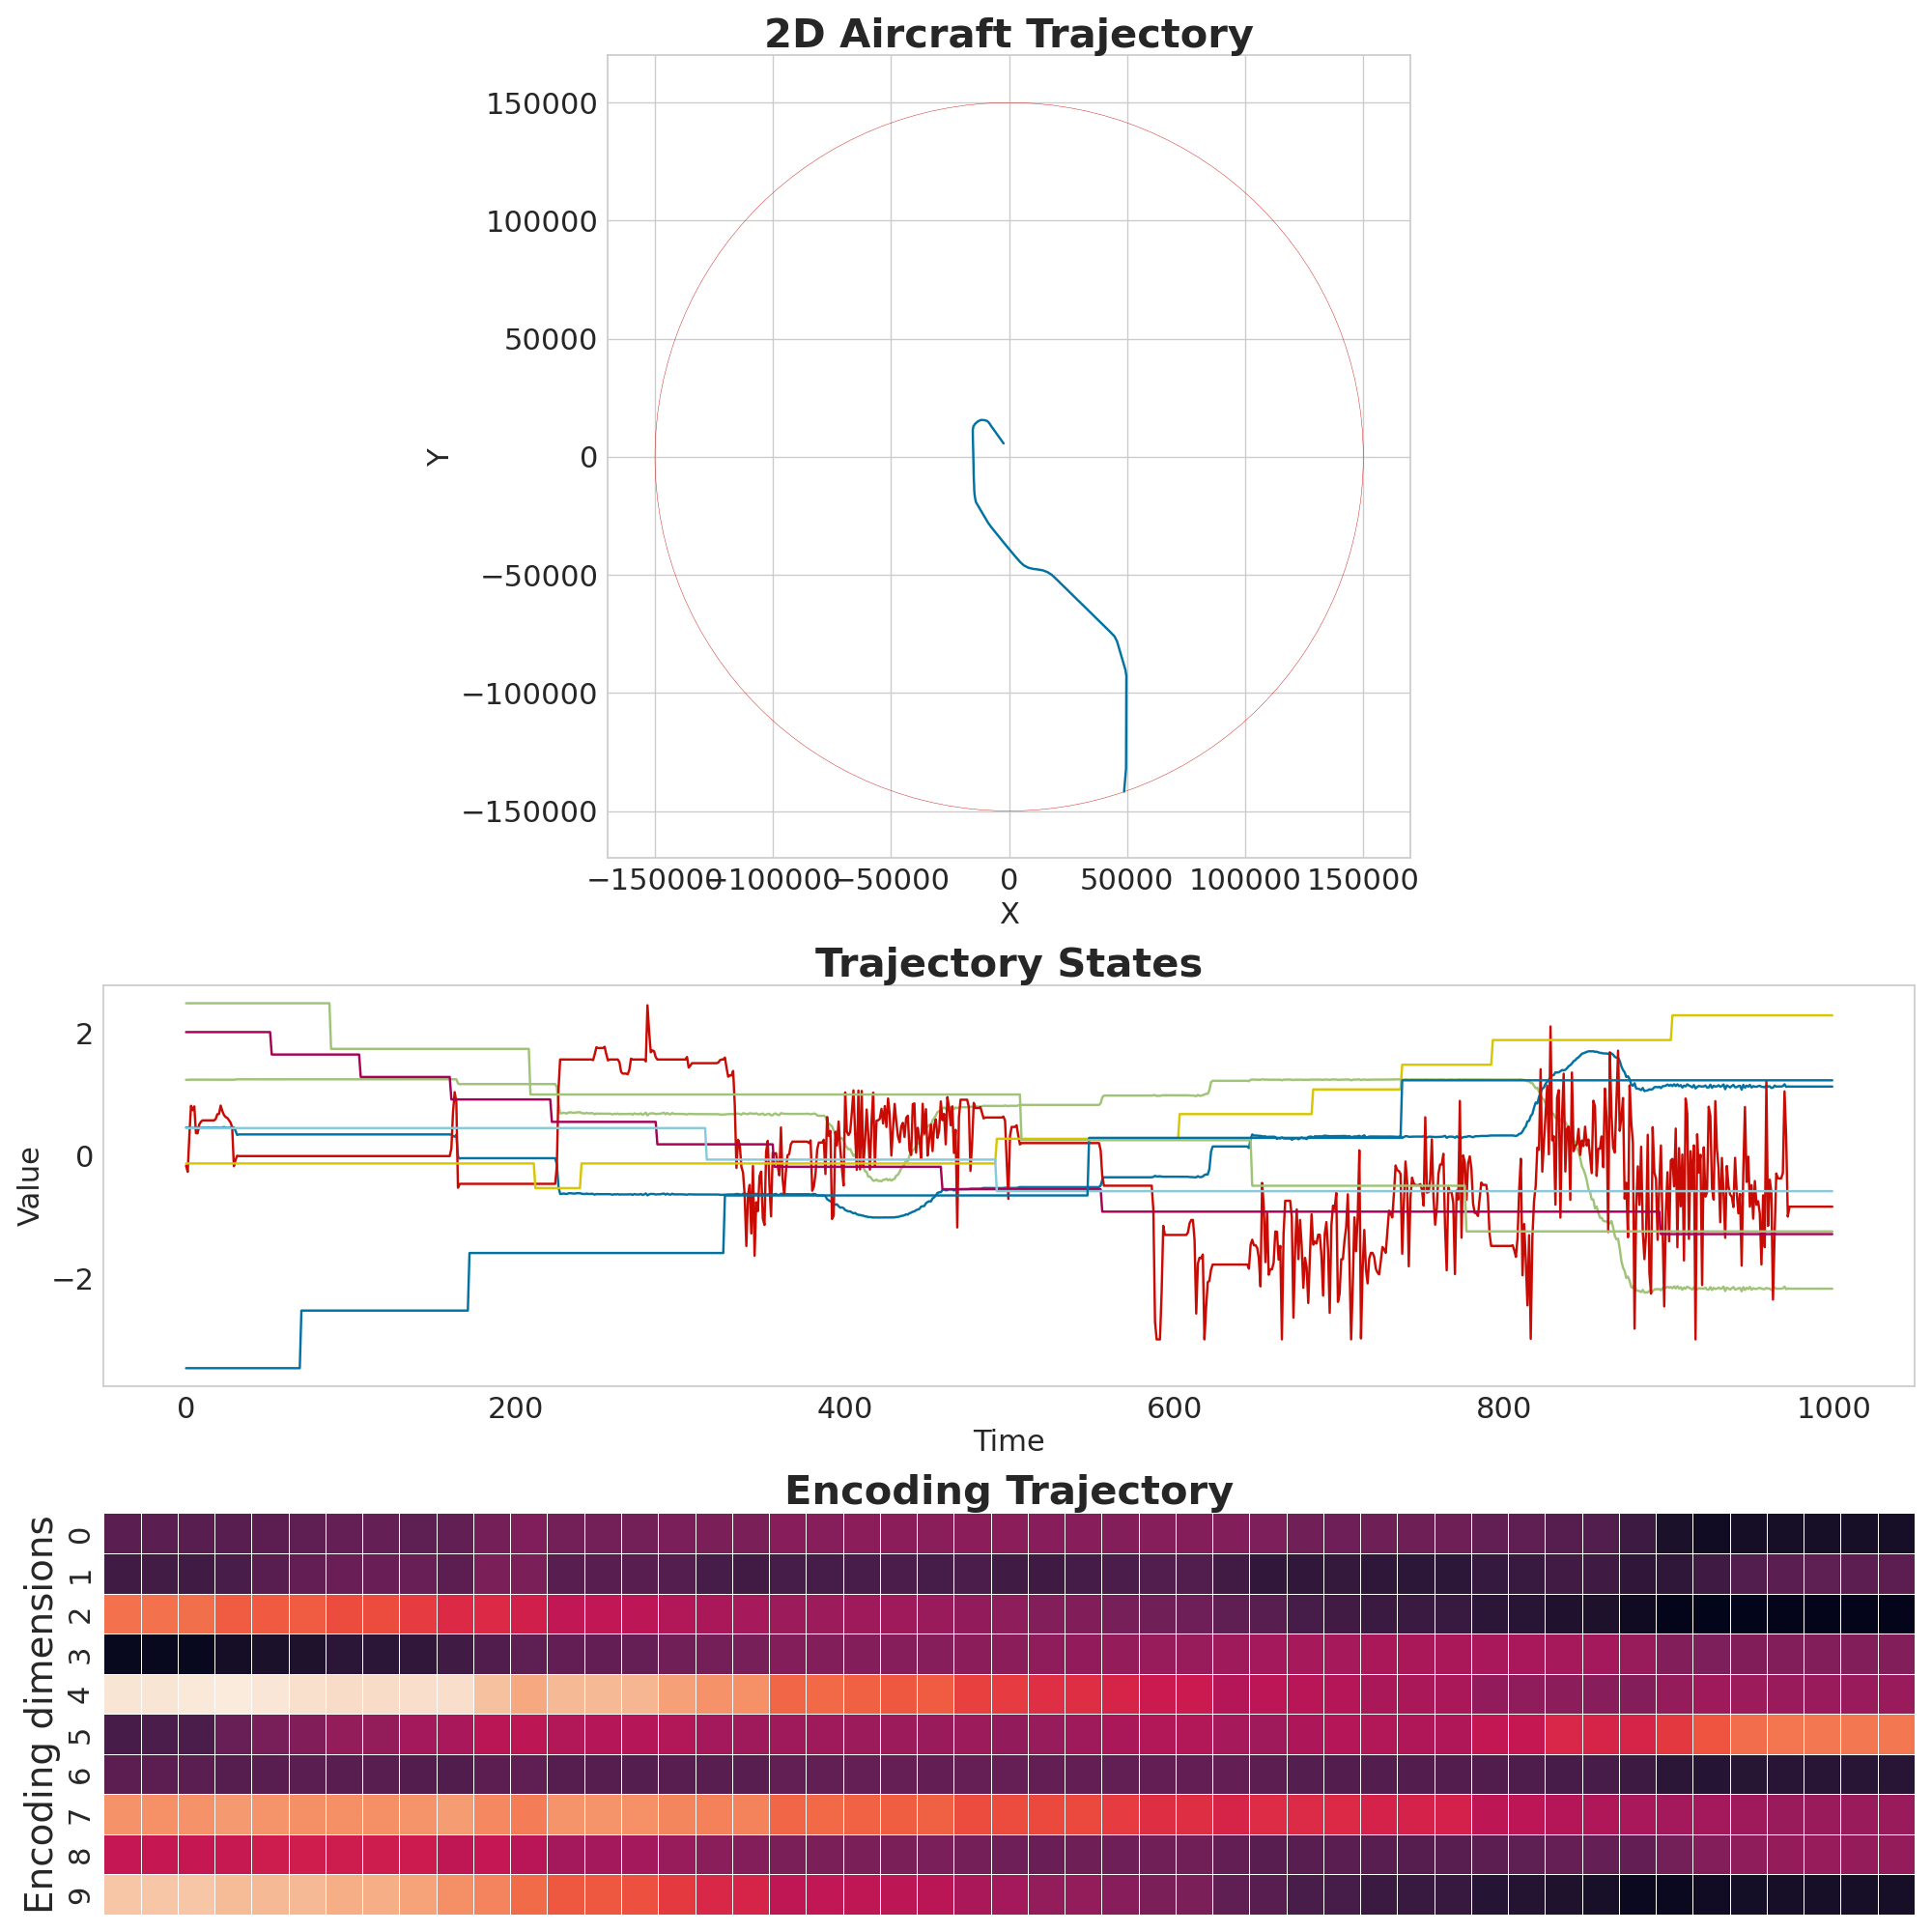 2D Aircraft Trajectory
150000
100000
50000
0
−50000
−100000
−150000
Y
−150000 −100000 −50000 0 50000 100000 150000
X
Trajectory States
2
0
−2
Value
0 200 400 600 800 1000
Time
Encoding Trajectory
Encoding dimensions
0
1
2
3
4
5
6
7
8
9